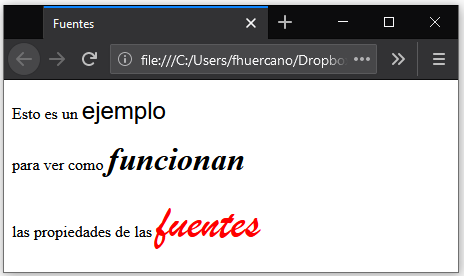 Fuentes
file:///C:/Users/fhuercano/Dropbo
Esto es un ejemplo
para ver como funcionan
las propiedades de las fuentes